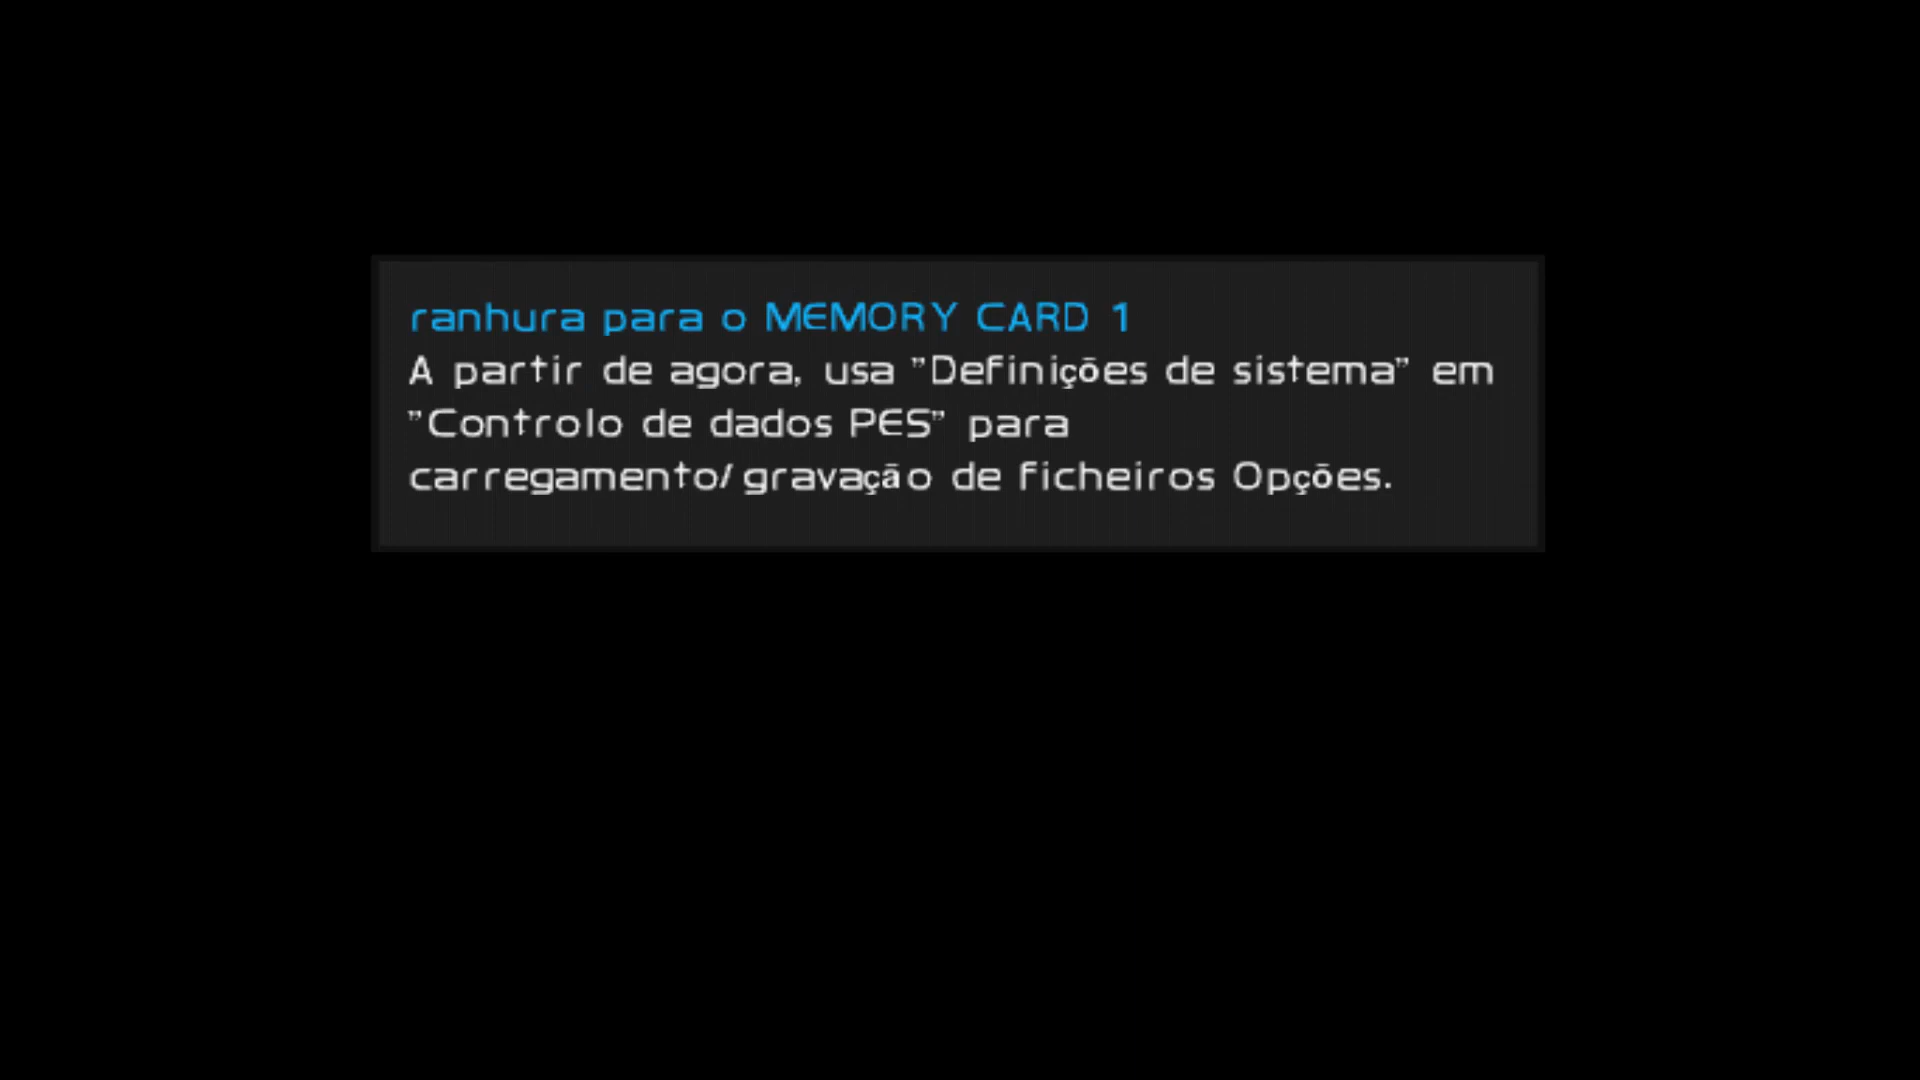 ranhura para o MEMORY CARD 1
A partir de agora, usa "Definições de sistema" em
"Controlo de dados PES" para
carregamento/gravação de ficheiros Opções.